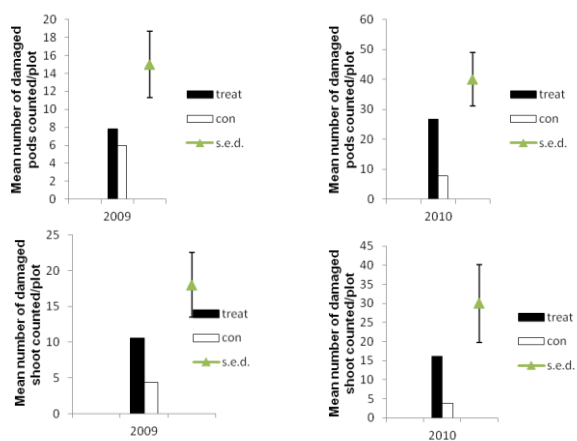 Mean number of damaged
pods counted/plot
20
18
16
14
12
10
8
6
4
2
0
2009
treat
con
s.e.d.
Mean number of damaged
pods counted/plot
60
50
40
30
20
10
0
2010
treat
con
s.e.d.
Mean number of damaged
shoot counted/plot
25
20
15
10
5
0
2009
treat
con
s.e.d.
Mean number of damaged
shoot counted/plot
45
40
35
30
25
20
15
10
5
0
2010
treat
con
s.e.d.